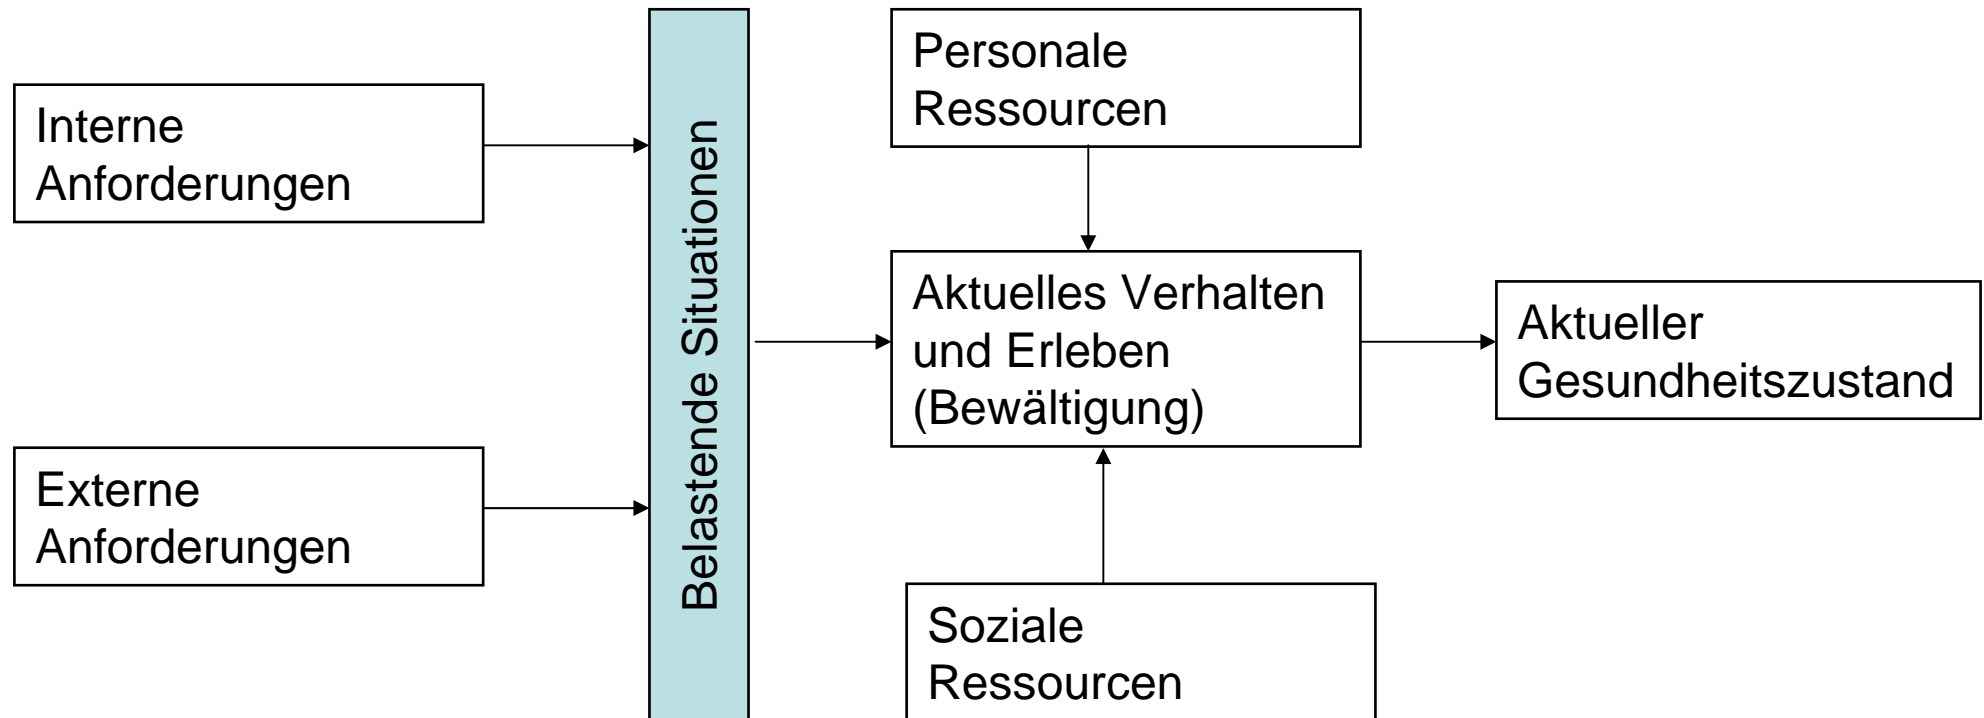 Interne
Anforderungen
Externe
Anforderungen
Belastende Situationen
Personale
Ressourcen
Aktuelles Verhalten
und Erleben
(Bewältigung)
Soziale
Ressourcen
Aktueller
Gesundheitszustand